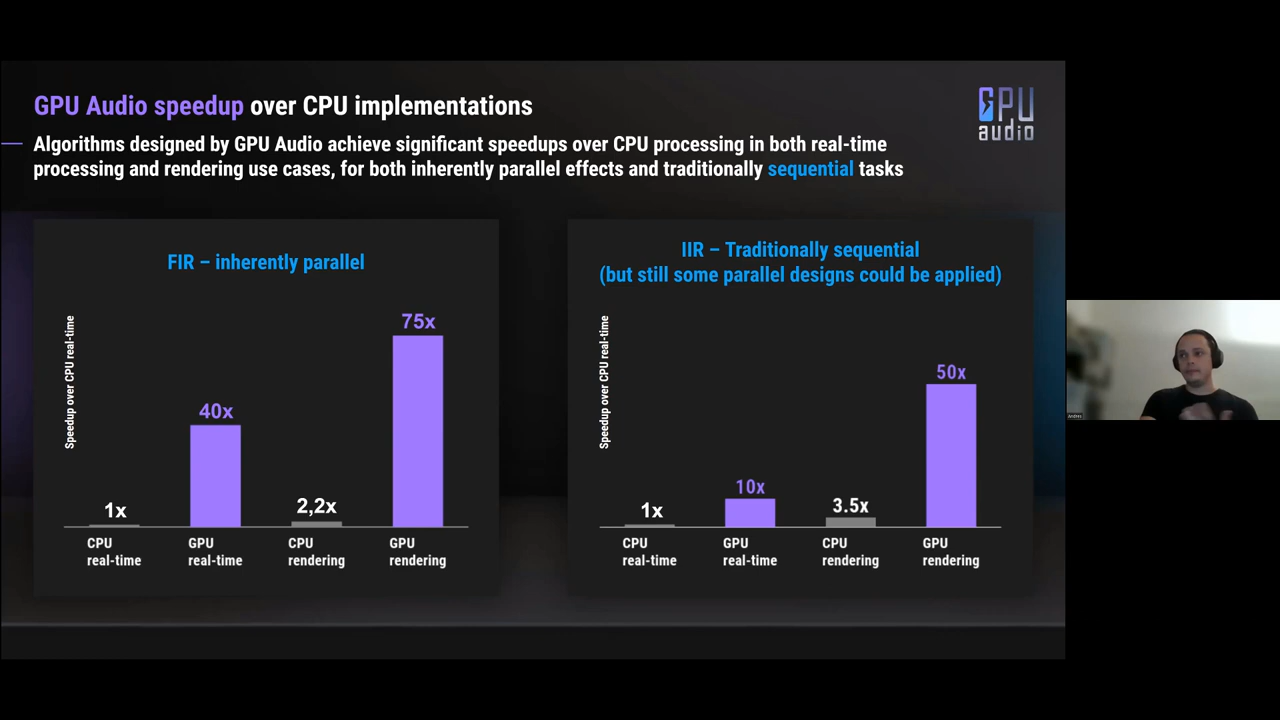 GPU Audio speedup over CPU implementations
GPU audio
Algorithms designed by GPU Audio achieve significant speedups over CPU processing in both real-time
processing and rendering use cases, for both inherently parallel effects and traditionally sequential tasks
FIR – inherently parallel
Speedup over CPU real-time
1x
40x
2,2x
75x
CPU real-time
GPU real-time
CPU rendering
GPU rendering
IIR – Traditionally sequential
(but still some parallel designs could be applied)
Speedup over CPU real-time
1x
10x
3.5x
50x
CPU real-time
GPU real-time
CPU rendering
GPU rendering